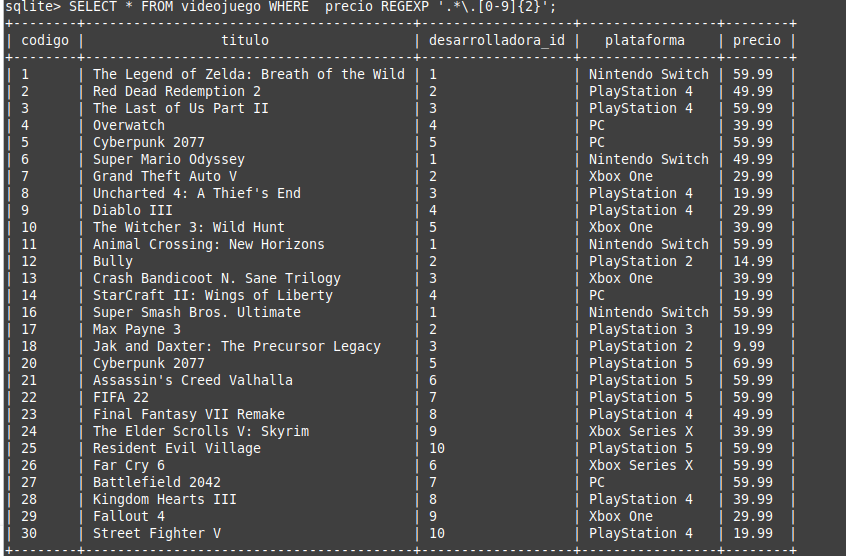 sqlite> SELECT * FROM videojuego WHERE  precio REGEXP '.*\.[0-9]{2}';
+--------+----------------------------------------+-------------------+-----------------+--------+
| codigo |                 titulo                 | desarrolladora_id |   plataforma    | precio |
+--------+----------------------------------------+-------------------+-----------------+--------+
| 1      | The Legend of Zelda: Breath of the Wild | 1                 | Nintendo Switch | 59.99  |
| 2      | Red Dead Redemption 2                  | 2                 | PlayStation 4   | 49.99  |
| 3      | The Last of Us Part II                 | 3                 | PlayStation 4   | 59.99  |
| 4      | Overwatch                              | 4                 | PC              | 39.99  |
| 5      | Cyberpunk 2077                         | 5                 | PC              | 59.99  |
| 6      | Super Mario Odyssey                    | 1                 | Nintendo Switch | 49.99  |
| 7      | Grand Theft Auto V                     | 2                 | Xbox One        | 29.99  |
| 8      | Uncharted 4: A Thief's End             | 3                 | PlayStation 4   | 19.99  |
| 9      | Diablo III                             | 4                 | PlayStation 4   | 29.99  |
| 10     | The Witcher 3: Wild Hunt               | 5                 | Xbox One        | 39.99  |
| 11     | Animal Crossing: New Horizons          | 1                 | Nintendo Switch | 59.99  |
| 12     | Bully                                  | 2                 | PlayStation 2   | 14.99  |
| 13     | Crash Bandicoot N. Sane Trilogy        | 3                 | Xbox One        | 39.99  |
| 14     | StarCraft II: Wings of Liberty         | 4                 | PC              | 19.99  |
| 16     | Super Smash Bros. Ultimate             | 1                 | Nintendo Switch | 59.99  |
| 17     | Max Payne 3                            | 2                 | PlayStation 3   | 19.99  |
| 18     | Jak and Daxter: The Precursor Legacy   | 3                 | PlayStation 2   | 9.99   |
| 20     | Cyberpunk 2077                         | 5                 | PlayStation 5   | 69.99  |
| 21     | Assassin's Creed Valhalla              | 6                 | PlayStation 5   | 59.99  |
| 22     | FIFA 22                                | 7                 | PlayStation 5   | 59.99  |
| 23     | Final Fantasy VII Remake               | 8                 | PlayStation 4   | 49.99  |
| 24     | The Elder Scrolls V: Skyrim            | 9                 | Xbox Series X   | 39.99  |
| 25     | Resident Evil Village                  | 10                | PlayStation 5   | 59.99  |
| 26     | Far Cry 6                              | 6                 | Xbox Series X   | 59.99  |
| 27     | Battlefield 2042                       | 7                 | PC              | 59.99  |
| 28     | Kingdom Hearts III                     | 8                 | PlayStation 4   | 39.99  |
| 29     | Fallout 4                              | 9                 | Xbox One        | 29.99  |
| 30     | Street Fighter V                       | 10                | PlayStation 4   | 19.99  |
+--------+----------------------------------------+-------------------+-----------------+--------+